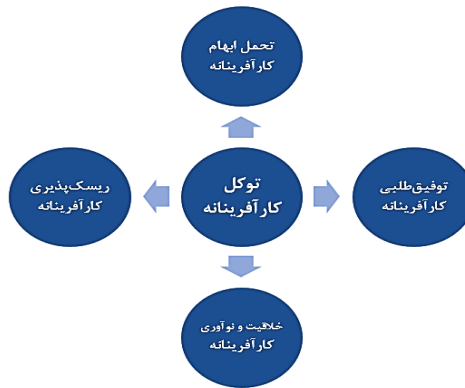 تحمل ابهام
کارآفرینانه
توفیق‌طلبی
کارآفرینانه
توکل
کارآفرینانه
ریسک‌پذیری
کارآفرینانه
خلاقیت و نوآوری
کارآفرینانه